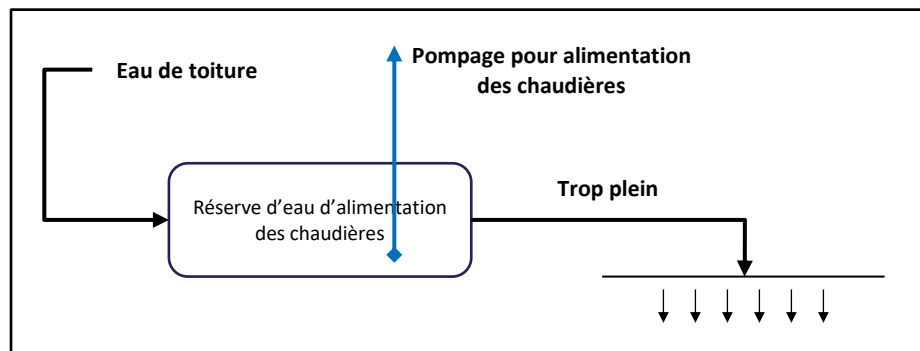 Eau de toiture
Pompage pour alimentation
des chaudières
Réserve d'eau d'alimentation
des chaudières
Trop plein